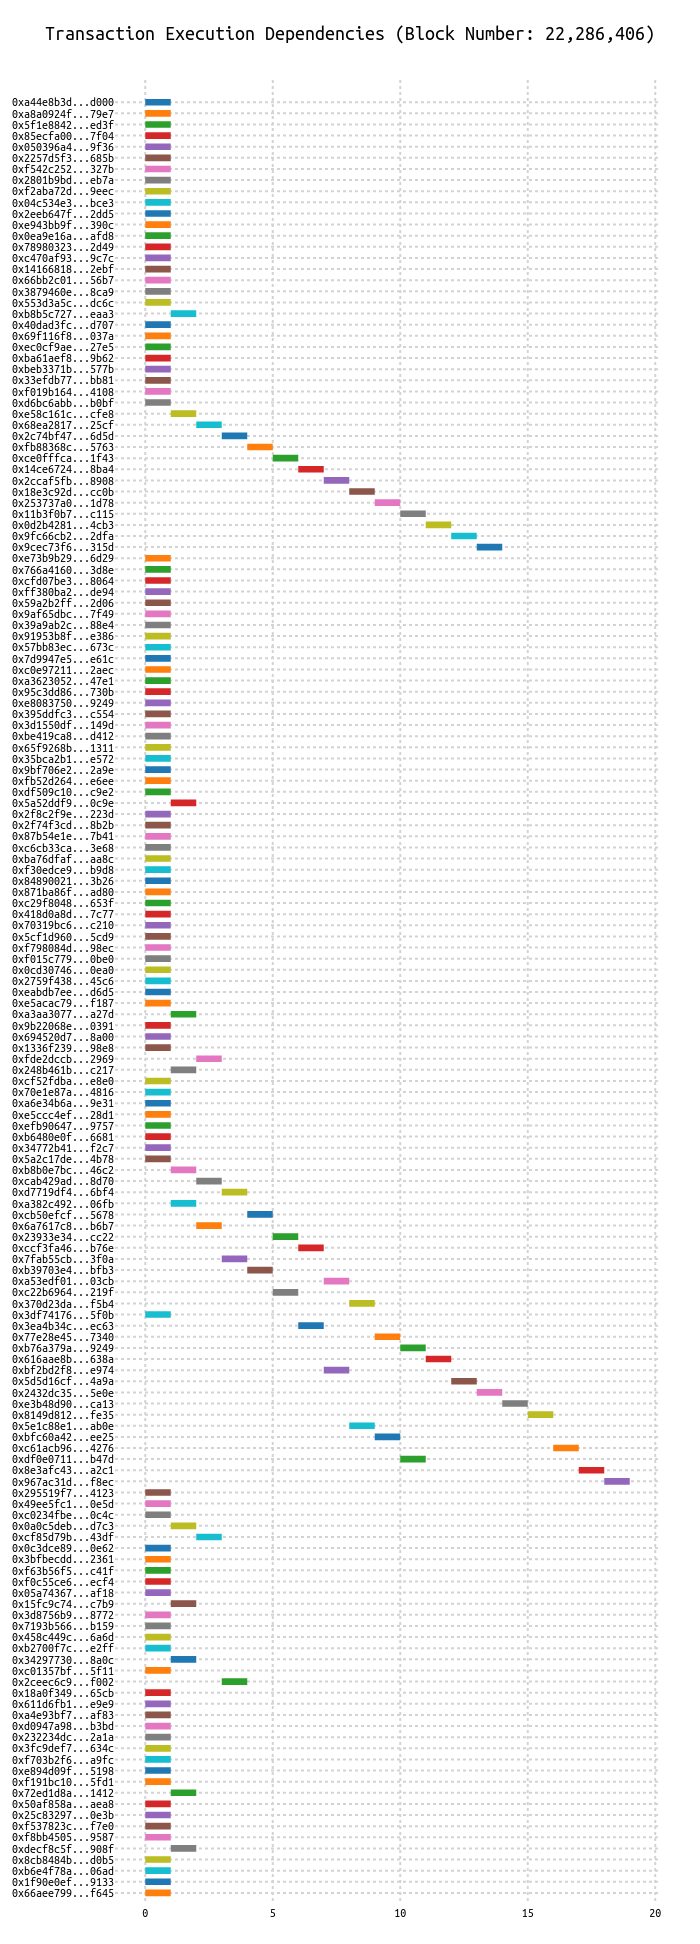 Transaction Execution Dependencies (Block Number: 22,286,406)
0xa44e8b3d...d000
0xa8a0924f...79e7
0x5f1e8842...ed3f
0x85ecfa00...7f04
0x050396a4...9f36
0x2257d5f3...685b
0xf542c252...327b
0x2801b9bd...eb7a
0xf2aba72d...9eec
0x04c534e3...bce3
0x2eeb647f...2dd5
0xe943bb9f...390c
0x0ea9e16a...afd8
0x78980323...2d49
0xc470af93...9c7c
0x14166818...2ebf
0x66bb2c01...56b7
0x3879460e...8ca9
0x553d3a5c...dc6c
0xb8b5c727...eaa3
0x40dad3fc...d707
0x69f116f8...037a
0xec0cf9ae...27e5
0xba61aef8...9b62
0xbeb3371b...577b
0x33efdb77...bb81
0xf019b164...4108
0xd6bc6abb...b0bf
0xe58c161c...cfe8
0x68ea2817...25cf
0x2c74bf47...6d5d
0xfb88368c...5763
0xce0fffca...1f43
0x14ce6724...8ba4
0x2ccaf5fb...8908
0x18e3c92d...cc0b
0x253737a0...1d78
0x11b3f0b7...c115
0x0d2b4281...4cb3
0x9fc66cb2...2dfa
0x9cec73f6...315d
0xe73b9b29...6d29
0x766a4160...3d8e
0xcfd07be3...8064
0xff380ba2...de94
0x59a2b2ff...2d06
0x9af65dbc...7f49
0x39a9ab2c...88e4
0x91953b8f...e386
0x57bb83ec...673c
0x7d9947e5...e61c
0xc0e97211...2aec
0xa3623052...47e1
0x95c3dd86...730b
0xe8083750...9249
0x395ddfc3...c554
0x3d1550df...149d
0xbe419ca8...d412
0x65f9268b...1311
0x35bca2b1...e572
0x9bf706e2...2a9e
0xfb52d264...e6ee
0xdf509c10...c9e2
0x5a52ddf9...0c9e
0x2f8c2f9e...223d
0x2f74f3cd...8b2b
0x87b54e1e...7b41
0xc6cb33ca...3e68
0xba76dfaf...aa8c
0xf30edce9...b9d8
0x84890021...3b26
0x871ba86f...ad80
0xc29f8048...653f
0x418d0a8d...7c77
0x70319bc6...c210
0x5cf1d960...5cd9
0xf798084d...98ec
0xf015c779...0be0
0x0cd30746...0ea0
0x2759f438...45c6
0xeabdb7ee...d6d5
0xe5acac79...f187
0xa3aa3077...a27d
0x9b22068e...0391
0x694520d7...8a00
0x1336f239...98e8
0xfde2dccb...2969
0x248b461b...c217
0xcf52fdba...e8e0
0x70e1e87a...4816
0xa6e34b6a...9e31
0xe5ccc4ef...28d1
0xefb90647...9757
0xb6480e0f...6681
0x34772b41...f2c7
0x5a2c17de...4b78
0xb8b0e7bc...46c2
0xcab429ad...8d70
0xd7719df4...6bf4
0xa382c492...06fb
0xcb50efcf...5678
0x6a7617c8...b6b7
0x23933e34...cc22
0xccf3fa46...b76e
0x7fab55cb...3f0a
0xb39703e4...bfb3
0xa53edf01...03cb
0xc22b6964...219f
0x370d23da...f5b4
0x3df74176...5f0b
0x3ea4b34c...ec63
0x77e28e45...7340
0xb76a379a...9249
0x616aae8b...638a
0xbf2bd2f8...e974
0x5d5d16cf...4a9a
0x2432dc35...5e0e
0xe3b48d90...ca13
0x8149d812...fe35
0x5e1c88e1...ab0e
0xbfc60a42...ee25
0xc61acb96...4276
0xdf0e0711...b47d
0x8e3afc43...a2c1
0x967ac31d...f8ec
0x295519f7...4123
0x49ee5fc1...0e5d
0xc0234fbe...0c4c
0x0a0c5deb...d7c3
0xcf85d79b...43df
0x0c3dce89...0e62
0x3bfbecdd...2361
0xf63b56f5...c41f
0xf0c55ce6...ecf4
0x05a74367...af18
0x15fc9c74...c7b9
0x3d8756b9...8772
0x7193b566...b159
0x458c449c...6a6d
0xb2700f7c...e2ff
0x34297730...8a0c
0xc01357bf...5f11
0x2ceec6c9...f002
0x18a0f349...65cb
0x611d6fb1...e9e9
0xa4e93bf7...af83
0xd0947a98...b3bd
0x232234dc...2a1a
0x3fc9def7...634c
0xf703b2f6...a9fc
0xe894d09f...5198
0xf191bc10...5fd1
0x72ed1d8a...1412
0x50af858a...aea8
0x25c83297...0e3b
0xf537823c...f7e0
0xf8bb4505...9587
0xdecf8c5f...908f
0x8cb8484b...d0b5
0xb6e4f78a...06ad
0x1f90e0ef...9133
0x66aee799...f645
0 5 10 15 20